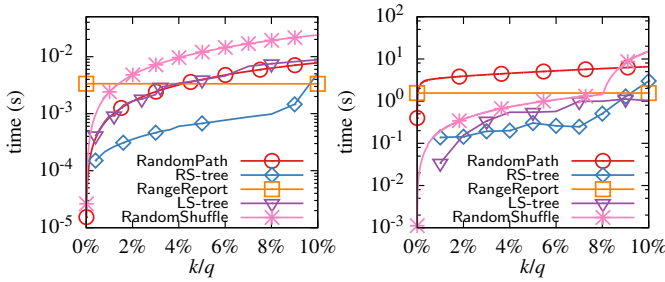 10^-2
10^-3
10^-4
10^-5
time (s)
RandomPath
RS-tree
RangeReport
LS-tree
RandomShuffle
0% 2% 4% 6% 8% 10%
k/q
10^2
10^1
10^0
10^-1
10^-2
10^-3
time (s)
RandomPath
RS-tree
RangeReport
LS-tree
RandomShuffle
0% 2% 4% 6% 8% 10%
k/q